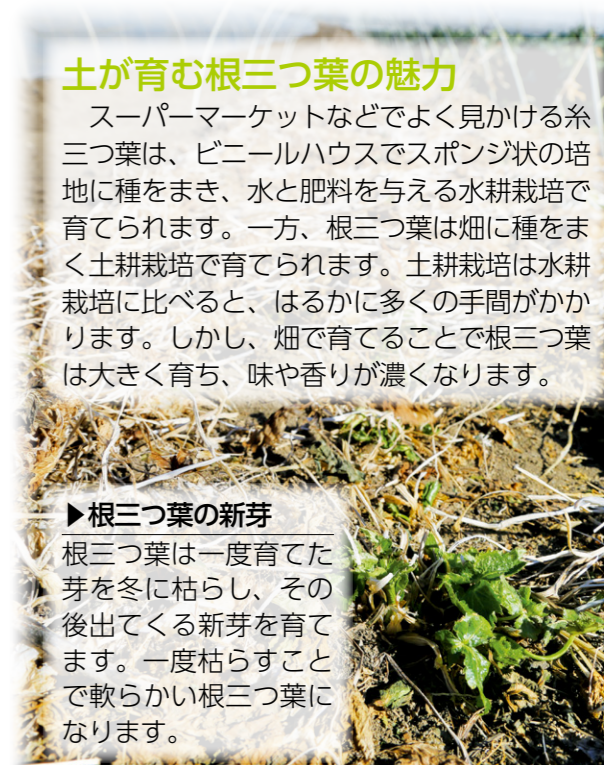 土が育む根三つ葉の魅力
　スーパーマーケットなどでよく見かける糸
三つ葉は、ビニールハウスでスポンジ状の培
地に種をまき、水と肥料を与える水耕栽培で
育てられます。一方、根三つ葉は畑に種をま
く土耕栽培で育てられます。土耕栽培は水耕
栽培に比べると、はるかに多くの手間がかか
ります。しかし、畑で育てることで根三つ葉
は大きく育ち、味や香りが濃くなります。
▶根三つ葉の新芽
根三つ葉は一度育てた
芽を冬に枯らし、その
後出てくる新芽を育て
ます。一度枯らすこと
で軟らかい根三つ葉に
なります。